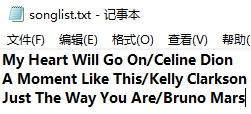 songlist.txt - 记事本
文件(F) 编辑(E) 格式(O) 查看(V) 帮助(
My Heart Will Go On/Celine Dion
A Moment Like This/Kelly Clarkson
Just The Way You Are/Bruno Mars